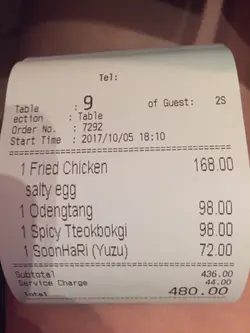 Tel:
Table : 9 of Guest: 2S
ection : Table
Order No. : 7292
Start Time : 2017/10/05 18:10
1 Fried Chicken 168.00
salty egg
1 Odengtang 98.00
1 Spicy Tteokbokgi 98.00
1 SoonHaRi (Yuzu) 72.00
Subtotal 436.00
Service Charge 44.00
Total 480.00